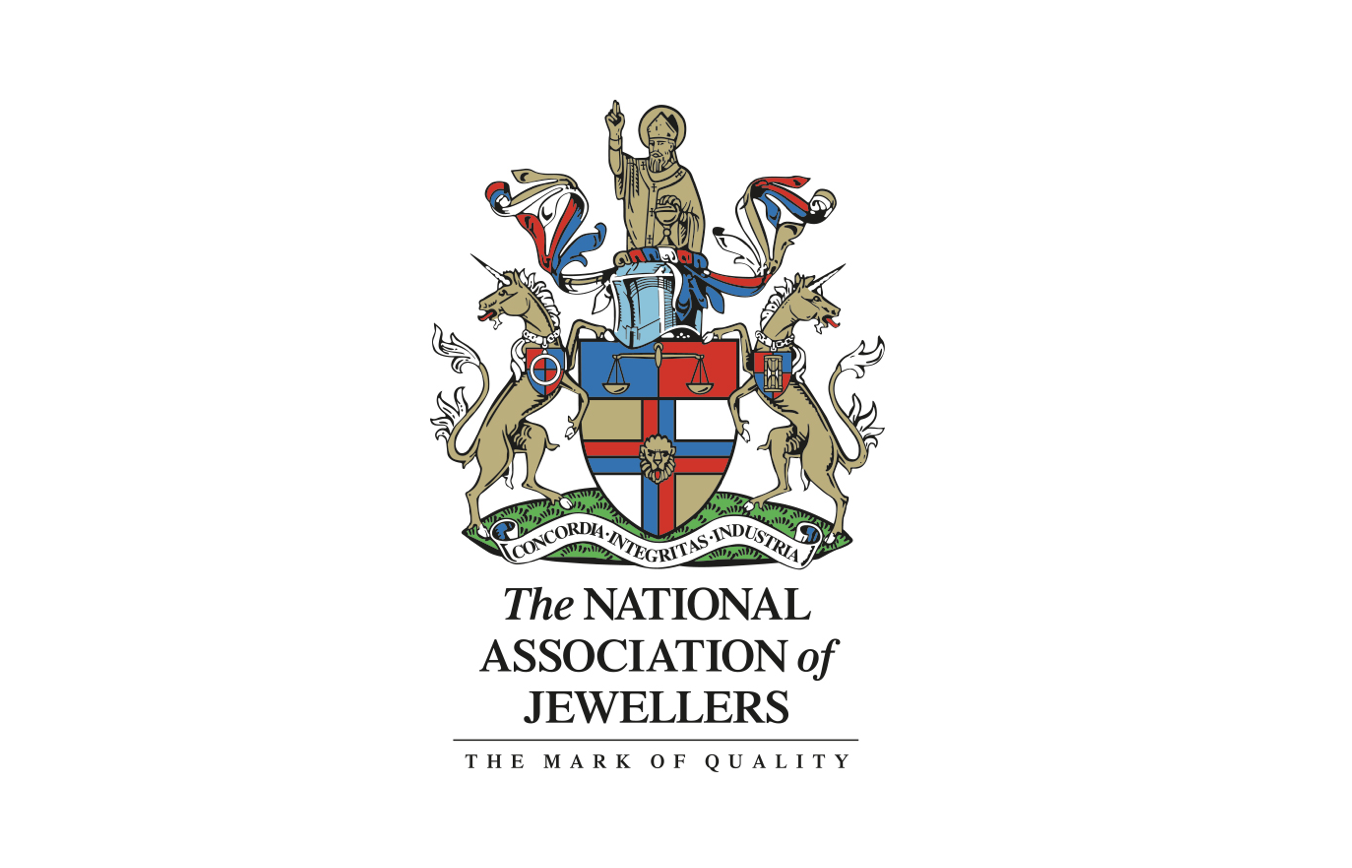 CONCORDIA·INTEGRITAS·INDUSTRIA
The NATIONAL
ASSOCIATION of
JEWELLERS
THE MARK OF QUALITY